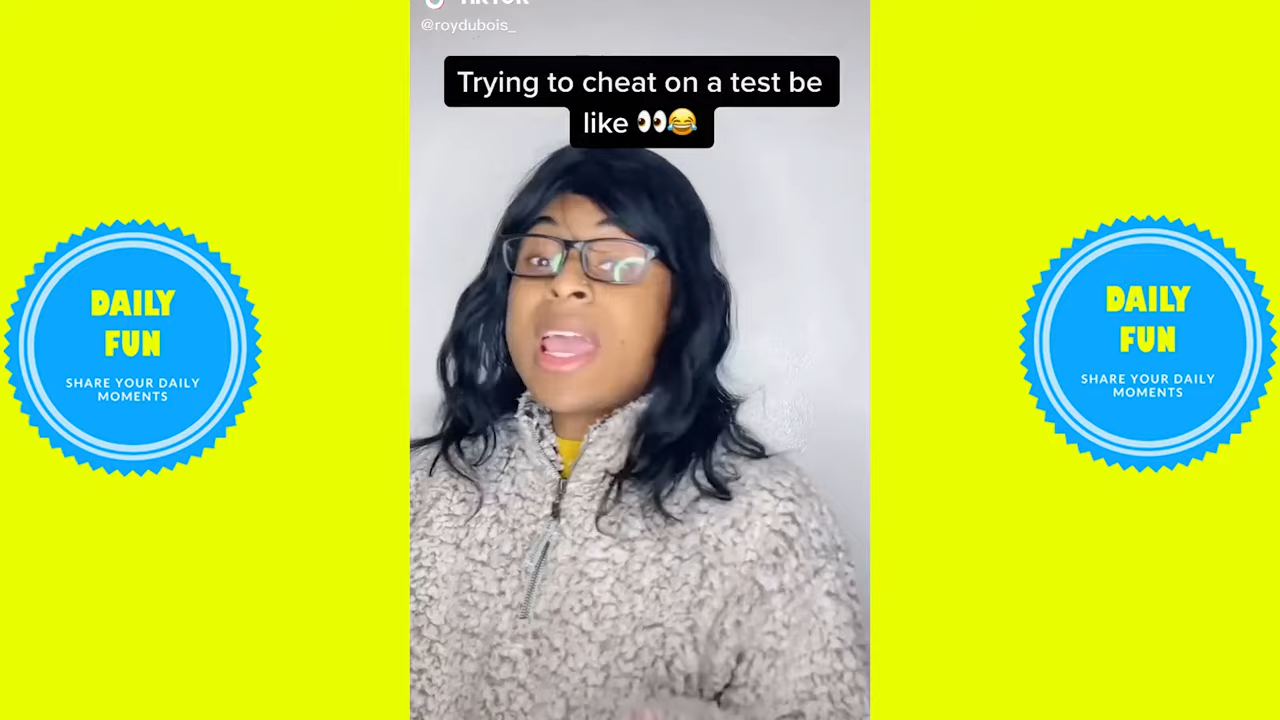 TikTok
@roydubois_
Trying to cheat on a test be
like 👀😂
DAILY
FUN
SHARE YOUR DAILY
MOMENTS
DAILY
FUN
SHARE YOUR DAILY
MOMENTS